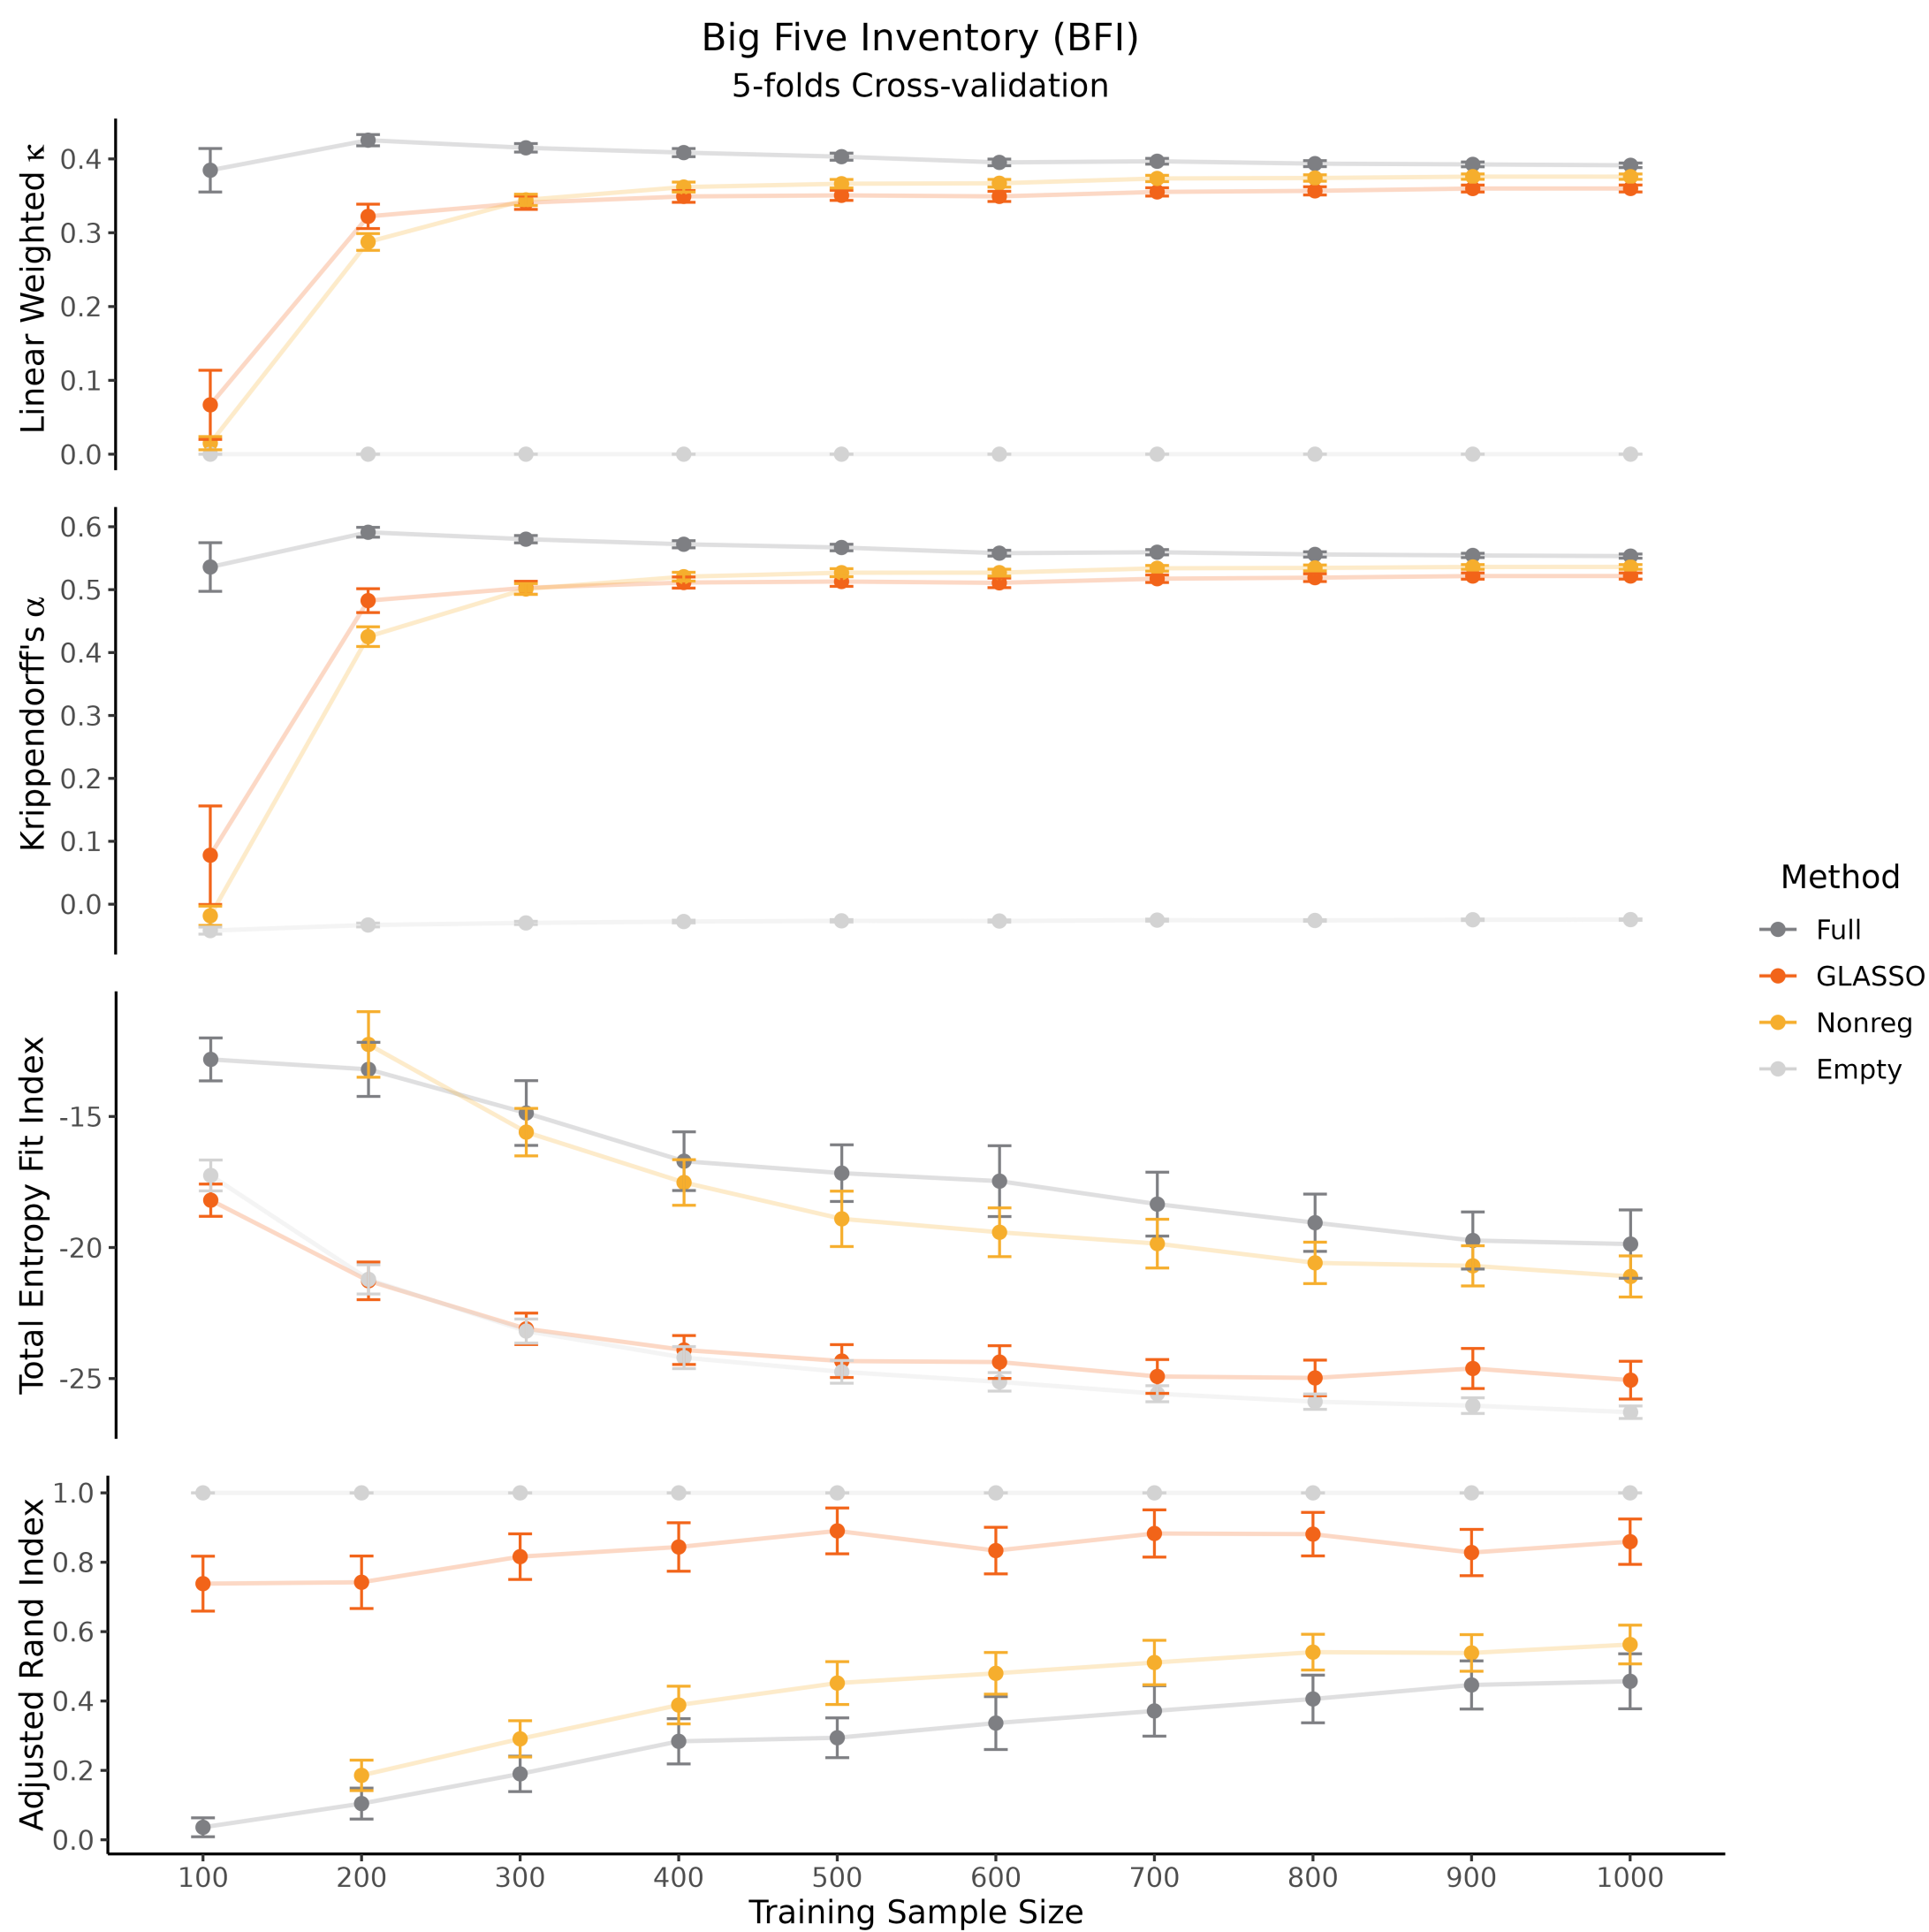 Big Five Inventory (BFI)
5-folds Cross-validation
Linear Weighted κ
0.4
0.3
0.2
0.1
0.0
Krippendorff's α
0.6
0.5
0.4
0.3
0.2
0.1
0.0
Total Entropy Fit Index
-15
-20
-25
Adjusted Rand Index
1.0
0.8
0.6
0.4
0.2
0.0
100 200 300 400 500 600 700 800 900 1000
Training Sample Size
Method
Full
GLASSO
Nonreg
Empty